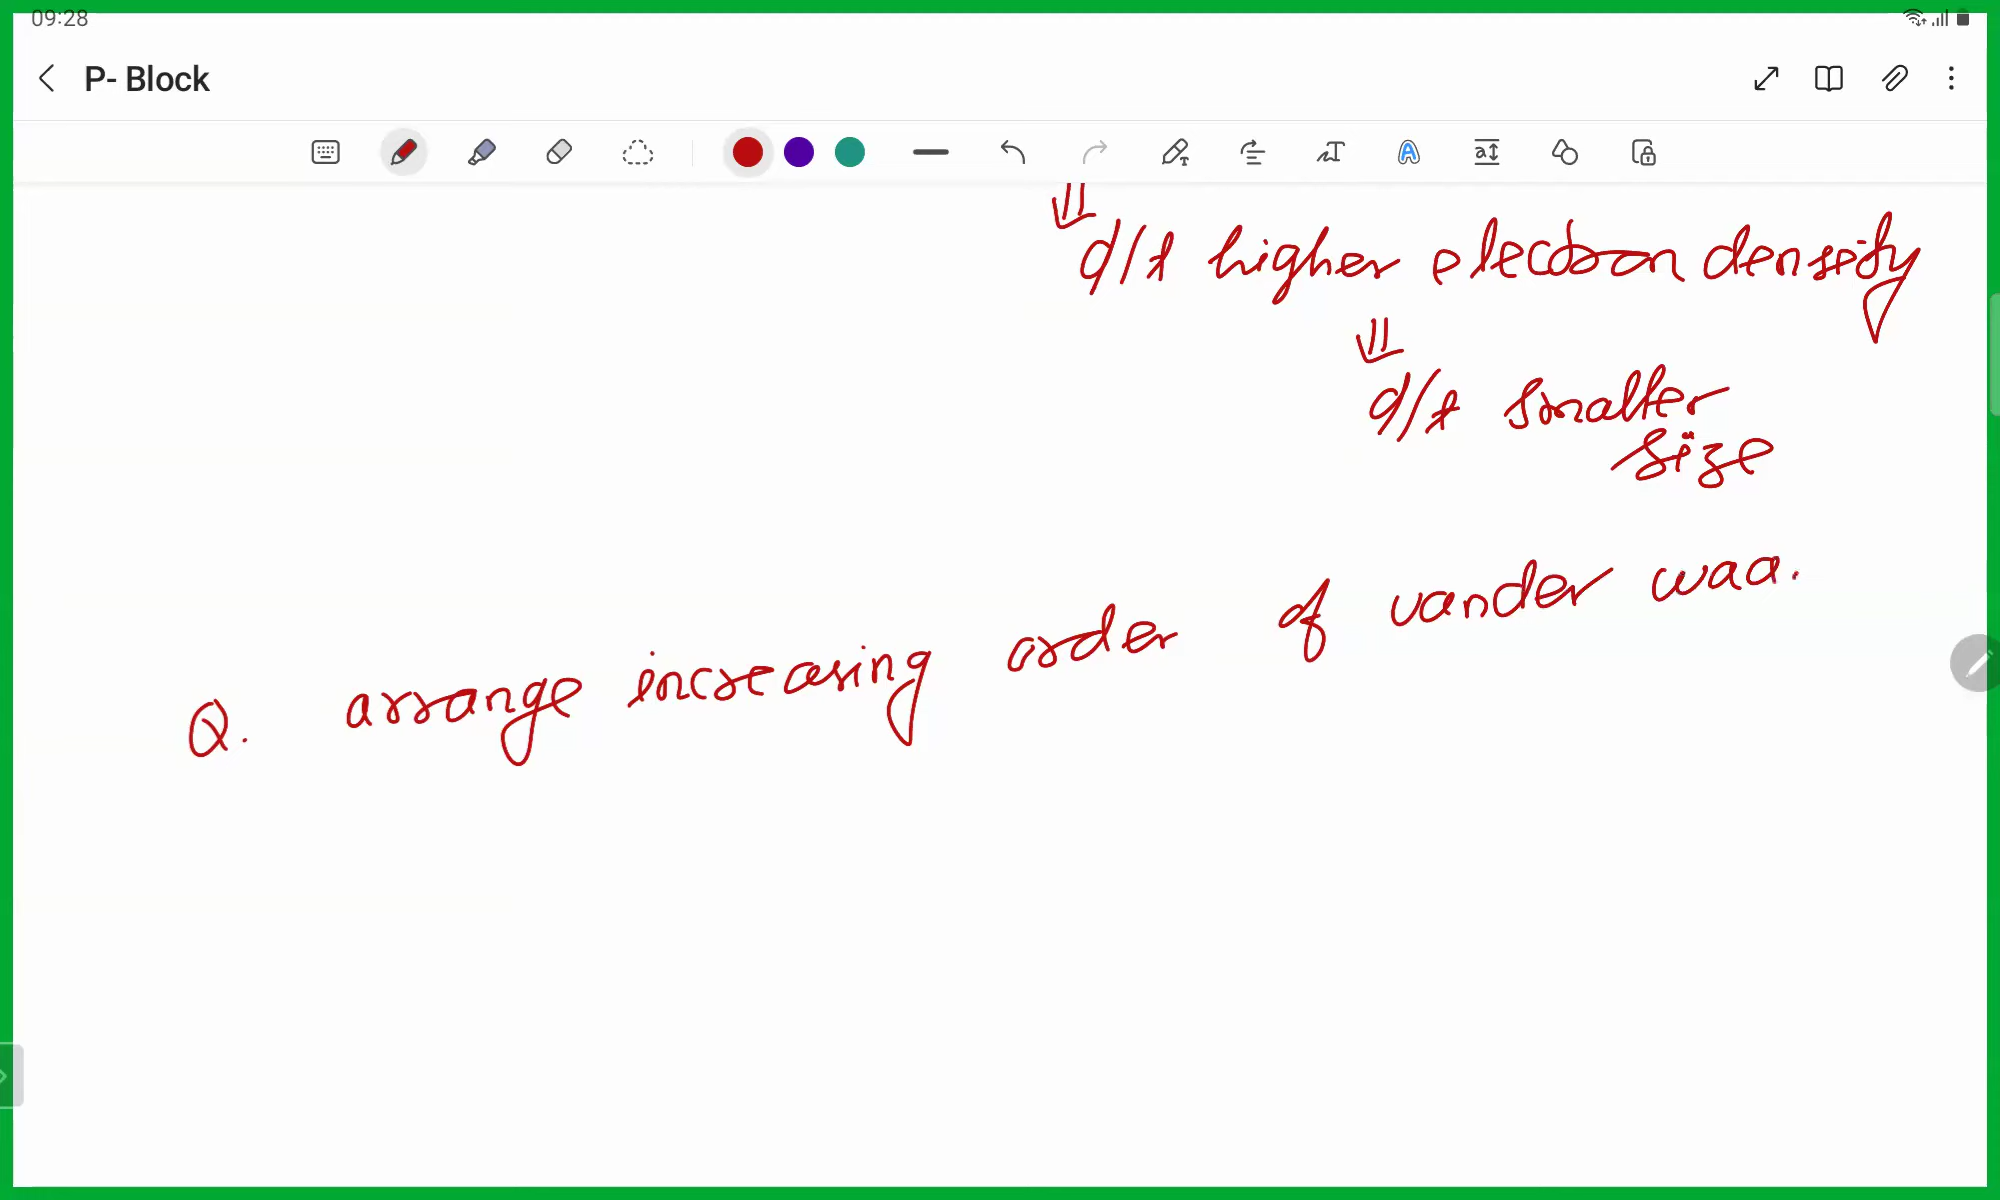 09:28
P- Block
d/t higher electron density
d/t smaller
size
Q. arrange increasing order of vander waa.